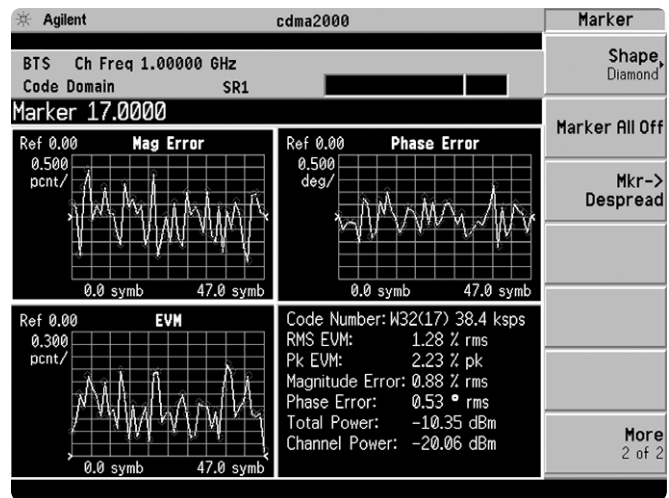 Agilent
cdma2000
Marker
BTS Ch Freq 1.00000 GHz
Code Domain SR1
Marker 17.0000
Ref 0.00 Mag Error
0.500
pcnt/
0.0 symb 47.0 symb
Ref 0.00 Phase Error
0.500
deg/
0.0 symb 47.0 symb
Ref 0.00 EVM
0.300
pcnt/
0.0 symb 47.0 symb
Code Number: W32(17) 38.4 ksps
RMS EVM: 1.28 % rms
Pk EVM: 2.23 % pk
Magnitude Error: 0.88 % rms
Phase Error: 0.53 ° rms
Total Power: -10.35 dBm
Channel Power: -20.06 dBm
Shape
Diamond
Marker All Off
Mkr->
Despread
More
2 of 2